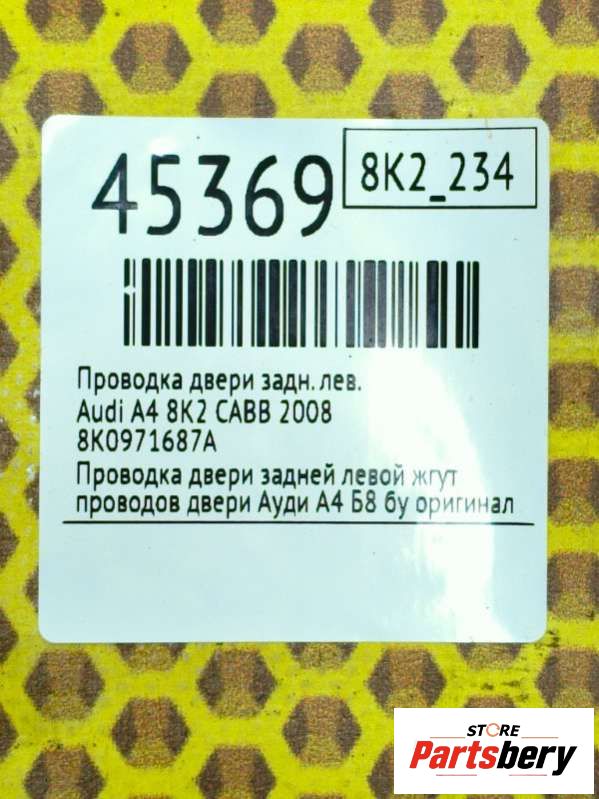 45369
8K2_234
Проводка двери задн. лев.
Audi A4 8K2 CABB 2008
8K0971687A
Проводка двери задней левой жгут
проводов двери Ауди А4 Б8 бу оригинал
STORE
Partsbery